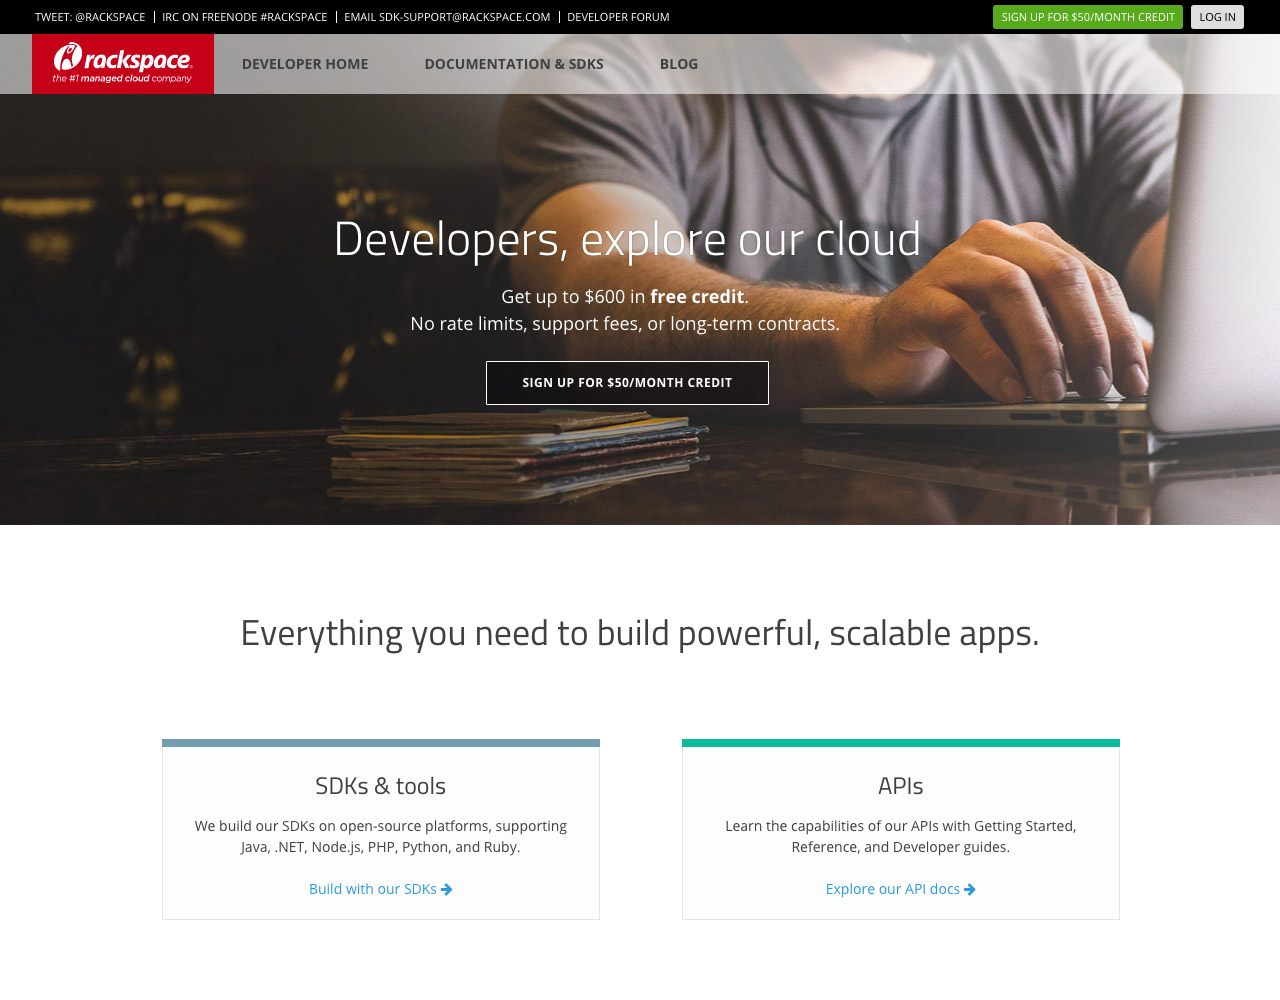 TWEET: @RACKSPACE
IRC ON FREENODE #RACKSPACE
EMAIL SDK-SUPPORT@RACKSPACE.COM
DEVELOPER FORUM
SIGN UP FOR $50/MONTH CREDIT
LOG IN
rackspace
the #1 managed cloud company
DEVELOPER HOME
DOCUMENTATION & SDKS
BLOG
Developers, explore our cloud
Get up to $600 in free credit.
No rate limits, support fees, or long-term contracts.
SIGN UP FOR $50/MONTH CREDIT
Everything you need to build powerful, scalable apps.
SDKs & tools
We build our SDKs on open-source platforms, supporting
Java, .NET, Node.js, PHP, Python, and Ruby.
Build with our SDKs
APIs
Learn the capabilities of our APIs with Getting Started,
Reference, and Developer guides.
Explore our API docs